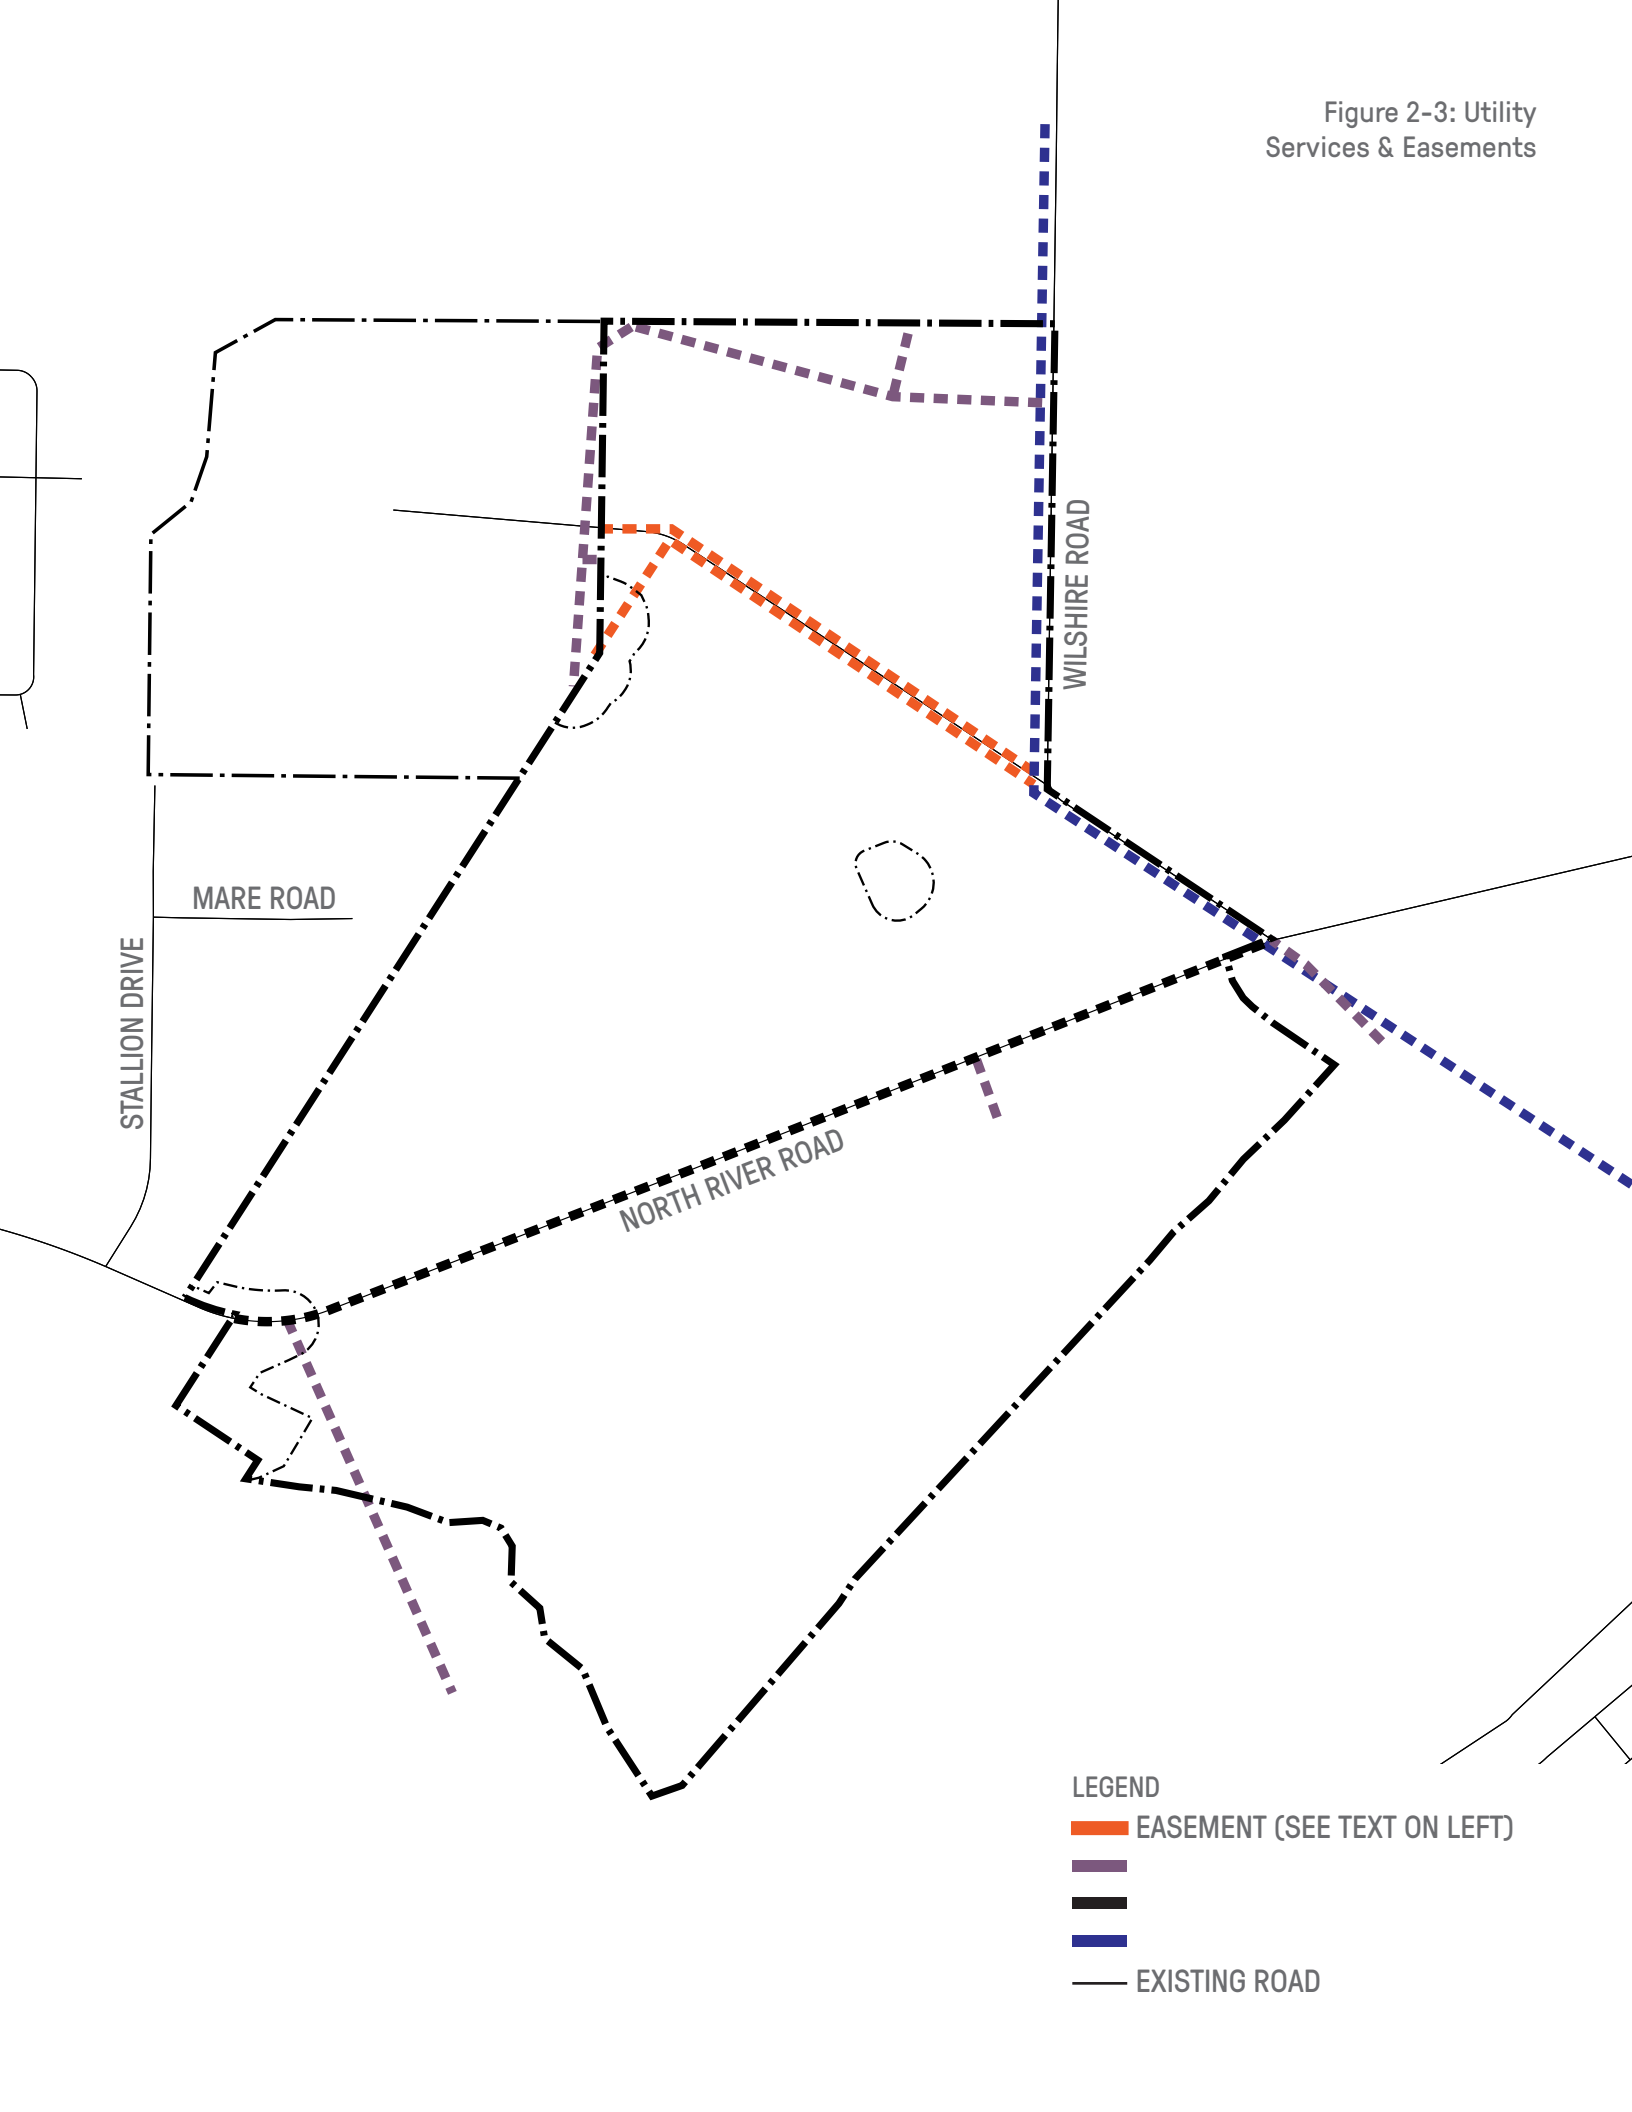 Figure 2-3: Utility
Services & Easements
WILSHIRE ROAD
MARE ROAD
STALLION DRIVE
NORTH RIVER ROAD
LEGEND
EASEMENT (SEE TEXT ON LEFT)
EXISTING ROAD